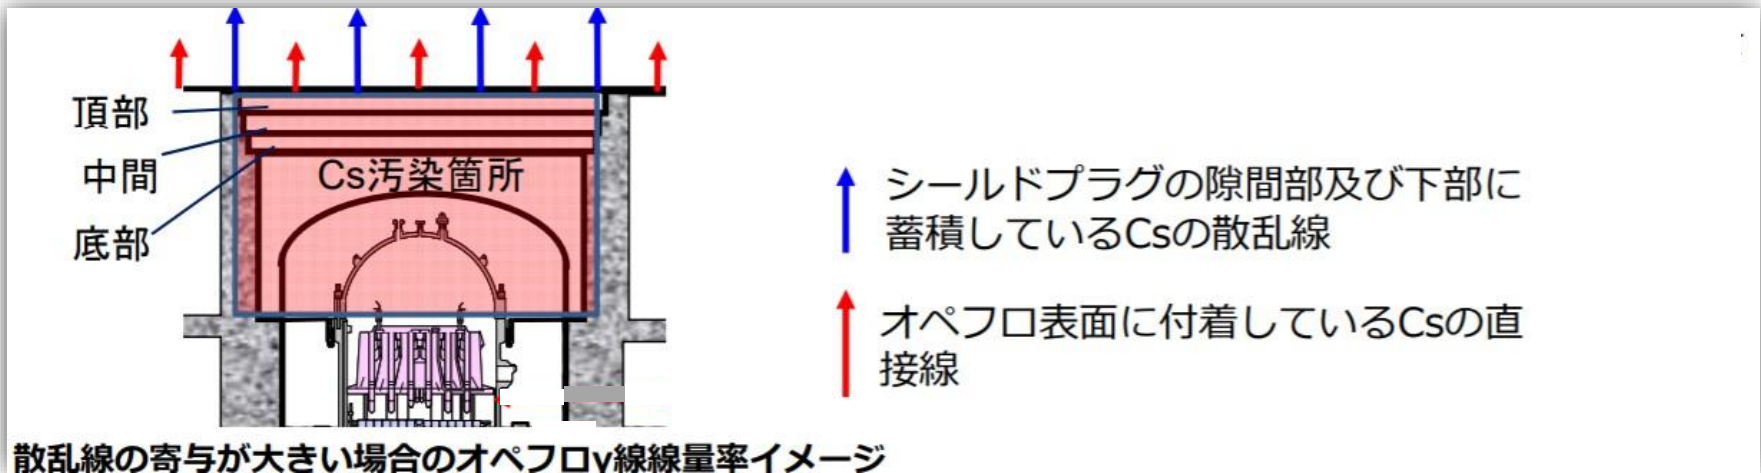 頂部
中間
底部
Cs汚染箇所
シールドプラグの隙間部及び下部に
蓄積しているCsの散乱線
オペフロ表面に付着しているCsの直
接線
散乱線の寄与が大きい場合のオペフロγ線線量率イメージ